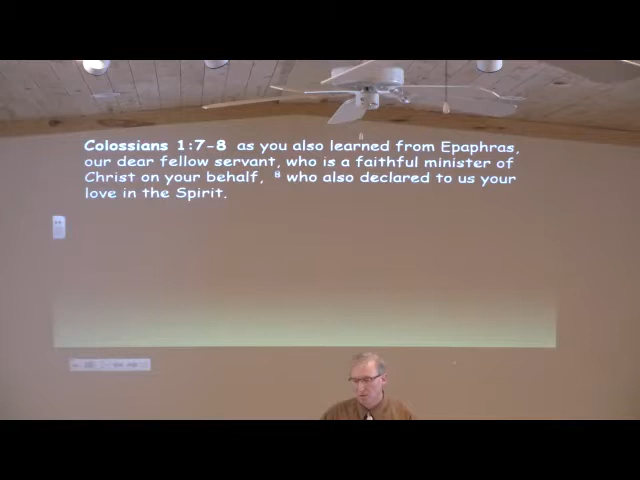 Colossians 1:7-8 as you also learned from Epaphras,
our dear fellow servant, who is a faithful minister of
Christ on your behalf, 8 who also declared to us your
love in the Spirit.